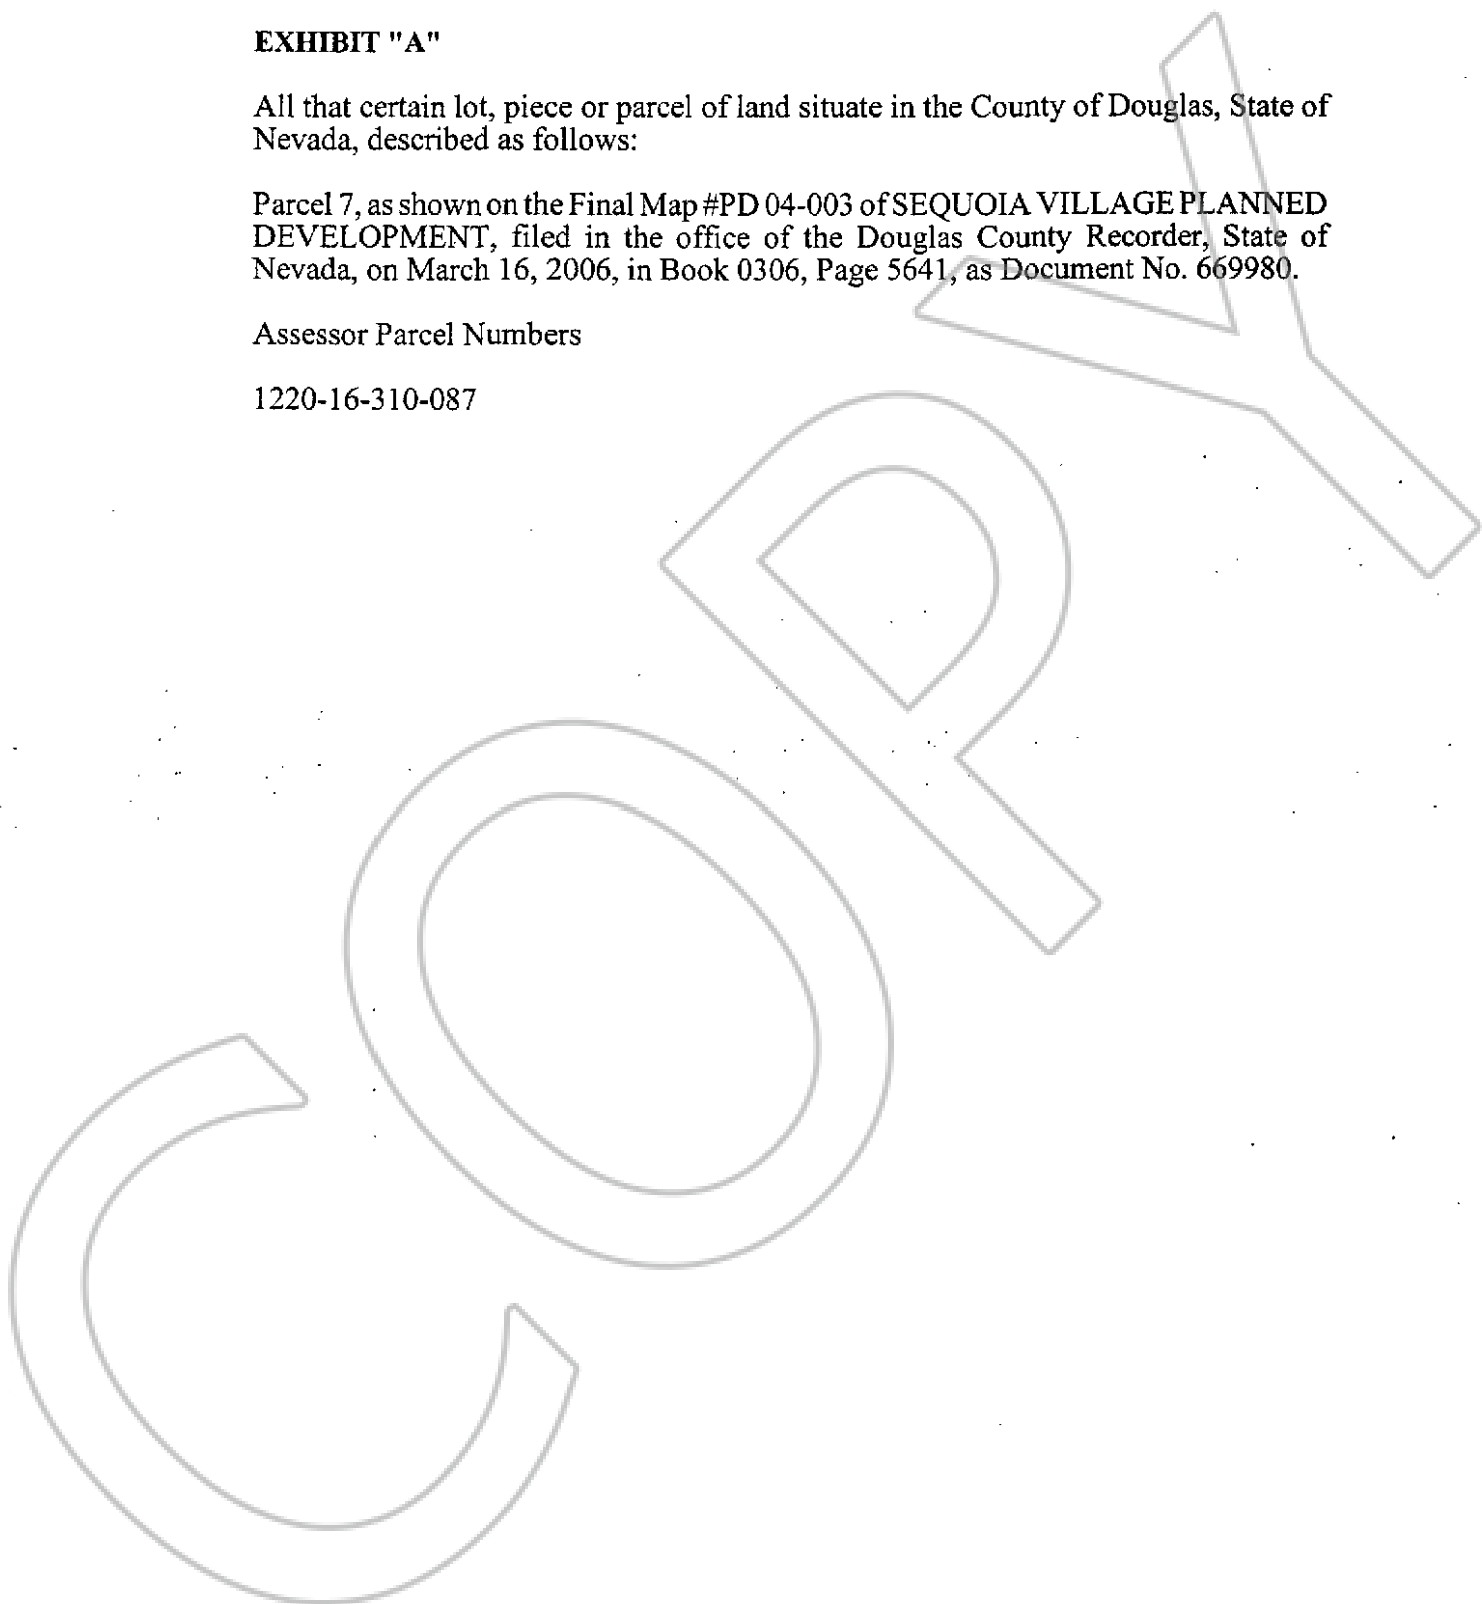 EXHIBIT "A"
All that certain lot, piece or parcel of land situate in the County of Douglas, State of
Nevada, described as follows:
Parcel 7, as shown on the Final Map #PD 04-003 of SEQUOIA VILLAGE PLANNED
DEVELOPMENT, filed in the office of the Douglas County Recorder, State of
Nevada, on March 16, 2006, in Book 0306, Page 5641, as Document No. 669980.
Assessor Parcel Numbers
1220-16-310-087
COPY